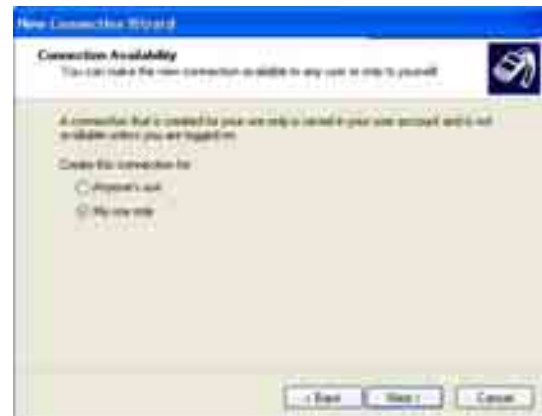 New Connection Wizard
Connection Availability
You can make the new connection available to any user or only to yourself.
A connection that is created for your use only is saved in your user account and is not
available unless you are logged on.
Create this connection for:
Anyone's use
My use only
< Back
Next >
Cancel